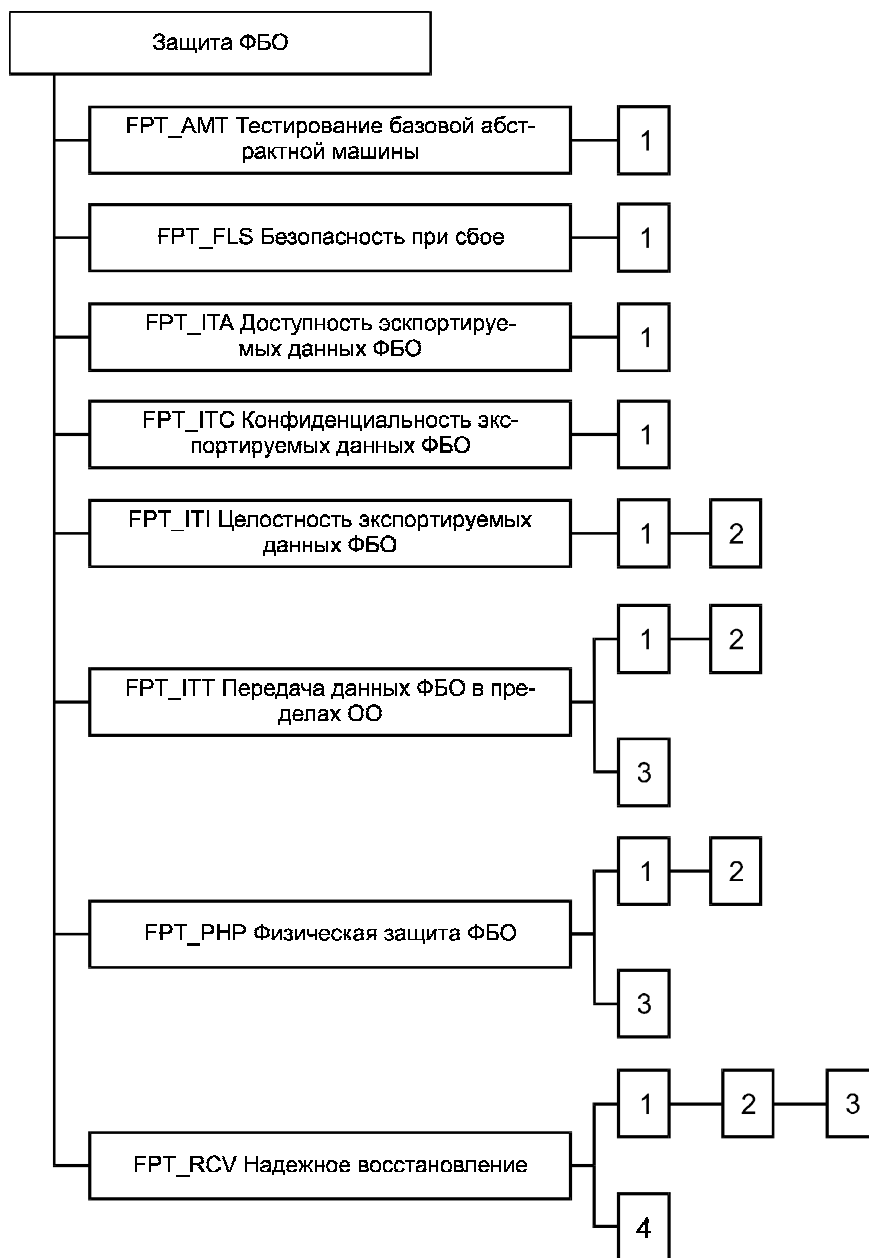 Защита ФБО
FPT_AMT Тестирование базовой абст-
рактной машины
1
FPT_FLS Безопасность при сбое
1
FPT_ITA Доступность эскпортируе-
мых данных ФБО
1
FPT_ITC Конфиденциальность экс-
портируемых данных ФБО
1
FPT_ITI Целостность экспортируемых
данных ФБО
1 2
1 2
FPT_ITT Передача данных ФБО в пре-
делах ОО
3
1 2
FPT_PHP Физическая защита ФБО
3
1 2 3
FPT_RCV Надежное восстановление
4